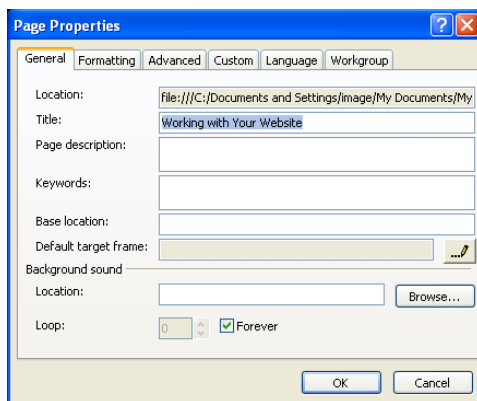 Page Properties
General Formatting Advanced Custom Language Workgroup
Location: file:///C:/Documents and Settings/image/My Documents/My
Title: Working with Your Website
Page description:
Keywords:
Base location:
Default target frame: ...
Background sound
Location: Browse...
Loop: 0 Forever
OK Cancel